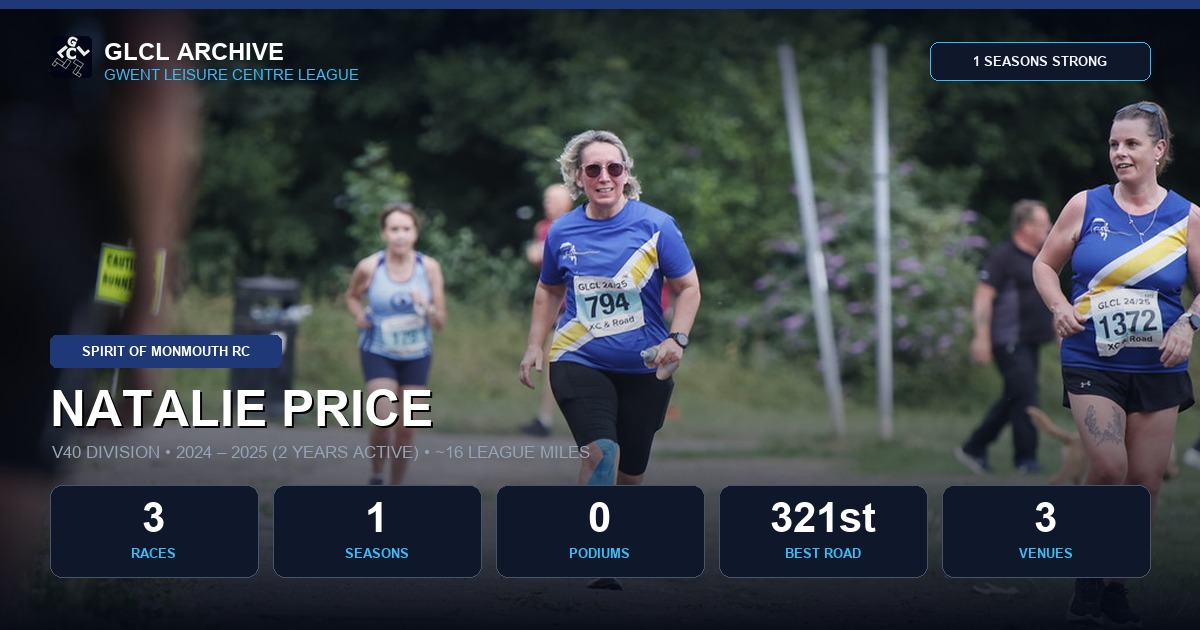 GLCL ARCHIVE
GWENT LEISURE CENTRE LEAGUE
1 SEASONS STRONG
GLCL 24/25
794
XC & Road
GLCL 24/25
1372
XC & Road
SPIRIT OF MONMOUTH RC
NATALIE PRICE
V40 DIVISION • 2024 – 2025 (2 YEARS ACTIVE) • ~16 LEAGUE MILES
3
RACES
1
SEASONS
0
PODIUMS
321st
BEST ROAD
3
VENUES